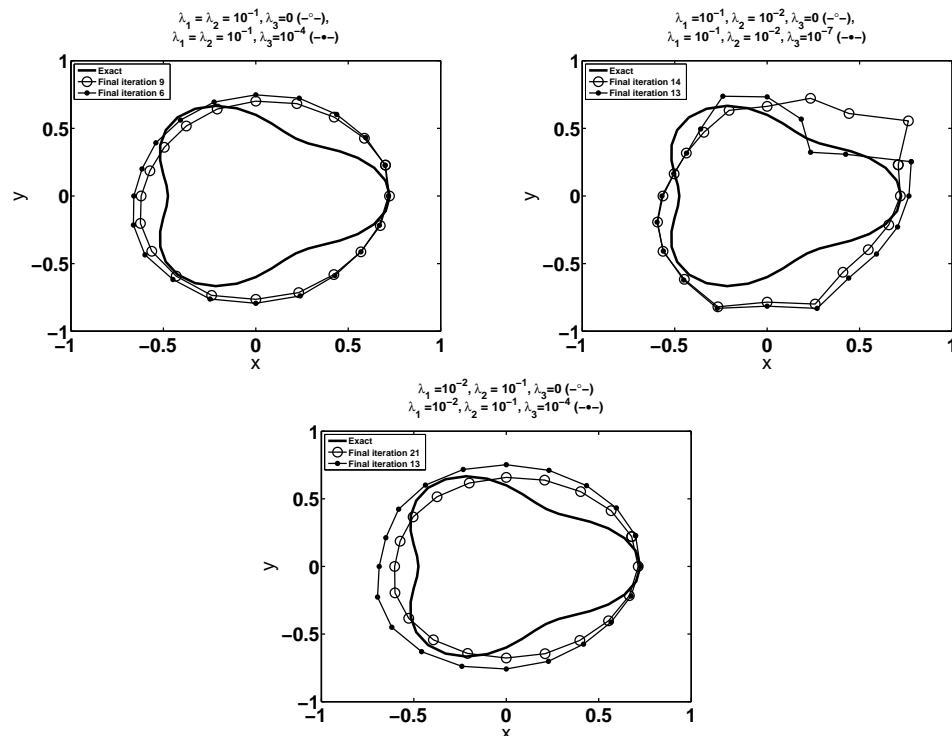 λ₁ = λ₂ = 10⁻¹, λ₃=0 (−○−),
λ₁ = λ₂ = 10⁻¹, λ₃=10⁻⁴ (−•−)
1
0.5
0
−0.5
−1
y
Exact
Final iteration 9
Final iteration 6
−1 −0.5 0 0.5 1
x
λ₁ =10⁻¹, λ₂ = 10⁻², λ₃=0 (−○−),
λ₁ = 10⁻¹, λ₂ = 10⁻², λ₃=10⁻⁷ (−•−)
1
0.5
0
−0.5
−1
y
Exact
Final iteration 14
Final iteration 13
−1 −0.5 0 0.5 1
x
λ₁ =10⁻², λ₂ = 10⁻¹, λ₃=0 (−○−)
λ₁ = 10⁻², λ₂ = 10⁻¹, λ₃=10⁻⁴ (−•−)
1
0.5
0
−0.5
−1
y
Exact
Final iteration 21
Final iteration 13
−1 −0.5 0 0.5 1
x